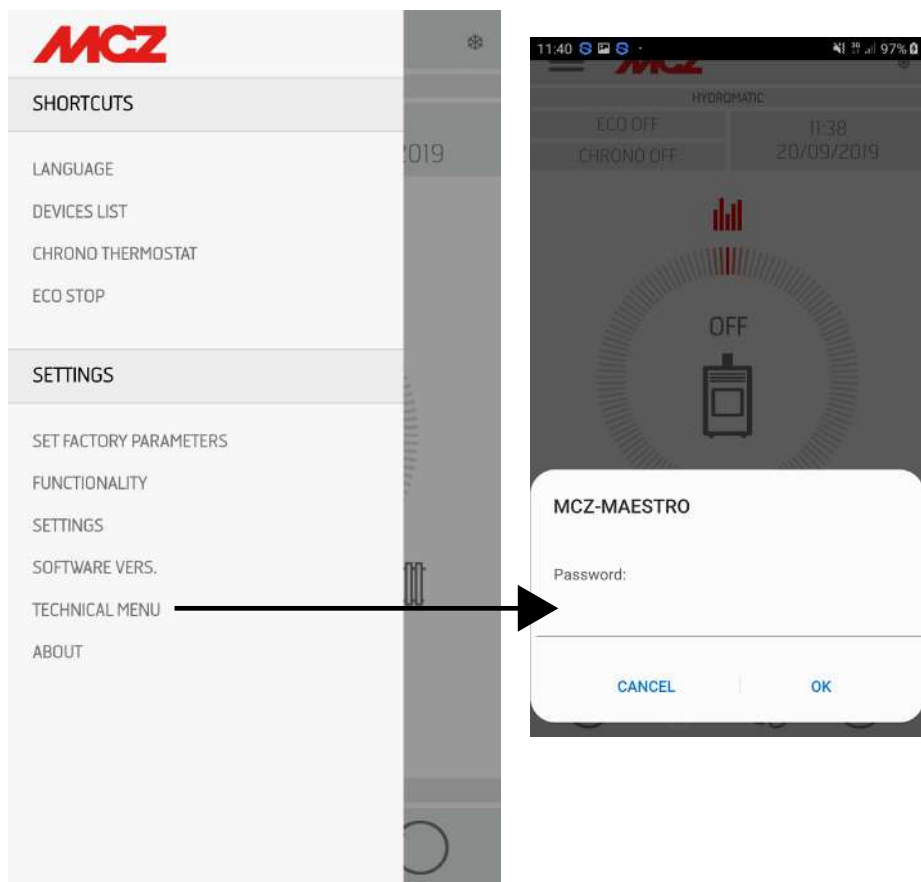 MCZ
SHORTCUTS
LANGUAGE
DEVICES LIST
CHRONO THERMOSTAT
ECO STOP
SETTINGS
SET FACTORY PARAMETERS
FUNCTIONALITY
SETTINGS
SOFTWARE VERS.
TECHNICAL MENU
ABOUT
2019
11:40 97%
MCZ
HYDROMATIC
ECO OFF
CHRONO OFF
11:38
20/09/2019
OFF
MCZ-MAESTRO
Password:
CANCEL OK